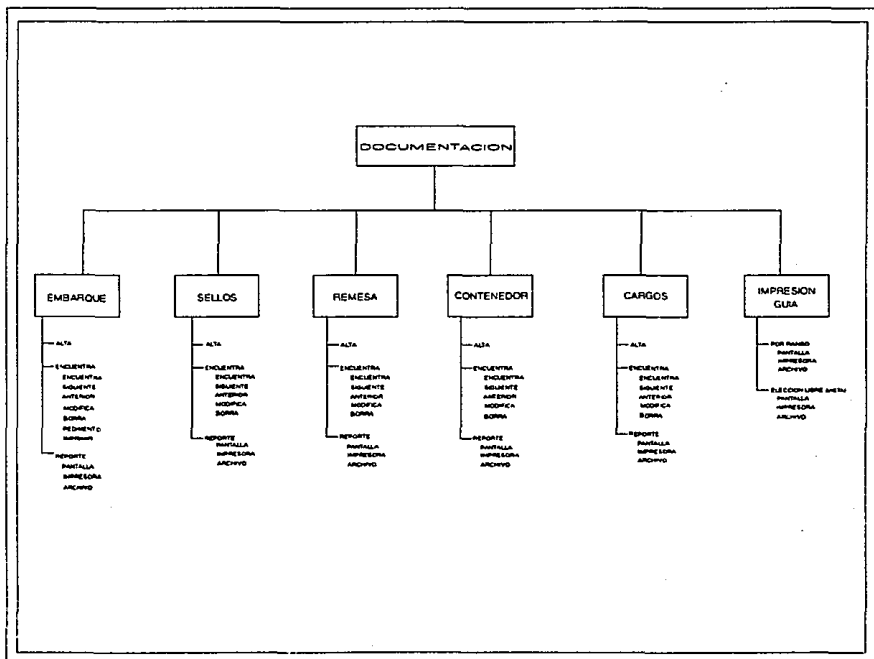 DOCUMENTACION
EMBARQUE
ALTA
ENCUENTRA
ENCUENTRA
SIGUIENTE
ANTERIOR
MODIFICA
BORRA
PEDIMENTO
IMPRIMIR
REPORTE
PANTALLA
IMPRESORA
ARCHIVO
SELLOS
ALTA
ENCUENTRA
ENCUENTRA
SIGUIENTE
ANTERIOR
MODIFICA
BORRA
REPORTE
PANTALLA
IMPRESORA
ARCHIVO
REMESA
ALTA
ENCUENTRA
ENCUENTRA
SIGUIENTE
ANTERIOR
MODIFICA
BORRA
REPORTE
PANTALLA
IMPRESORA
ARCHIVO
CONTENEDOR
ALTA
ENCUENTRA
ENCUENTRA
SIGUIENTE
ANTERIOR
MODIFICA
BORRA
REPORTE
PANTALLA
IMPRESORA
ARCHIVO
CARGOS
ALTA
ENCUENTRA
ENCUENTRA
SIGUIENTE
ANTERIOR
MODIFICA
BORRA
REPORTE
PANTALLA
IMPRESORA
ARCHIVO
IMPRESION
GUIA
POR RANGO
PANTALLA
IMPRESORA
ARCHIVO
ELECCION LIBRE
PANTALLA
IMPRESORA
ARCHIVO